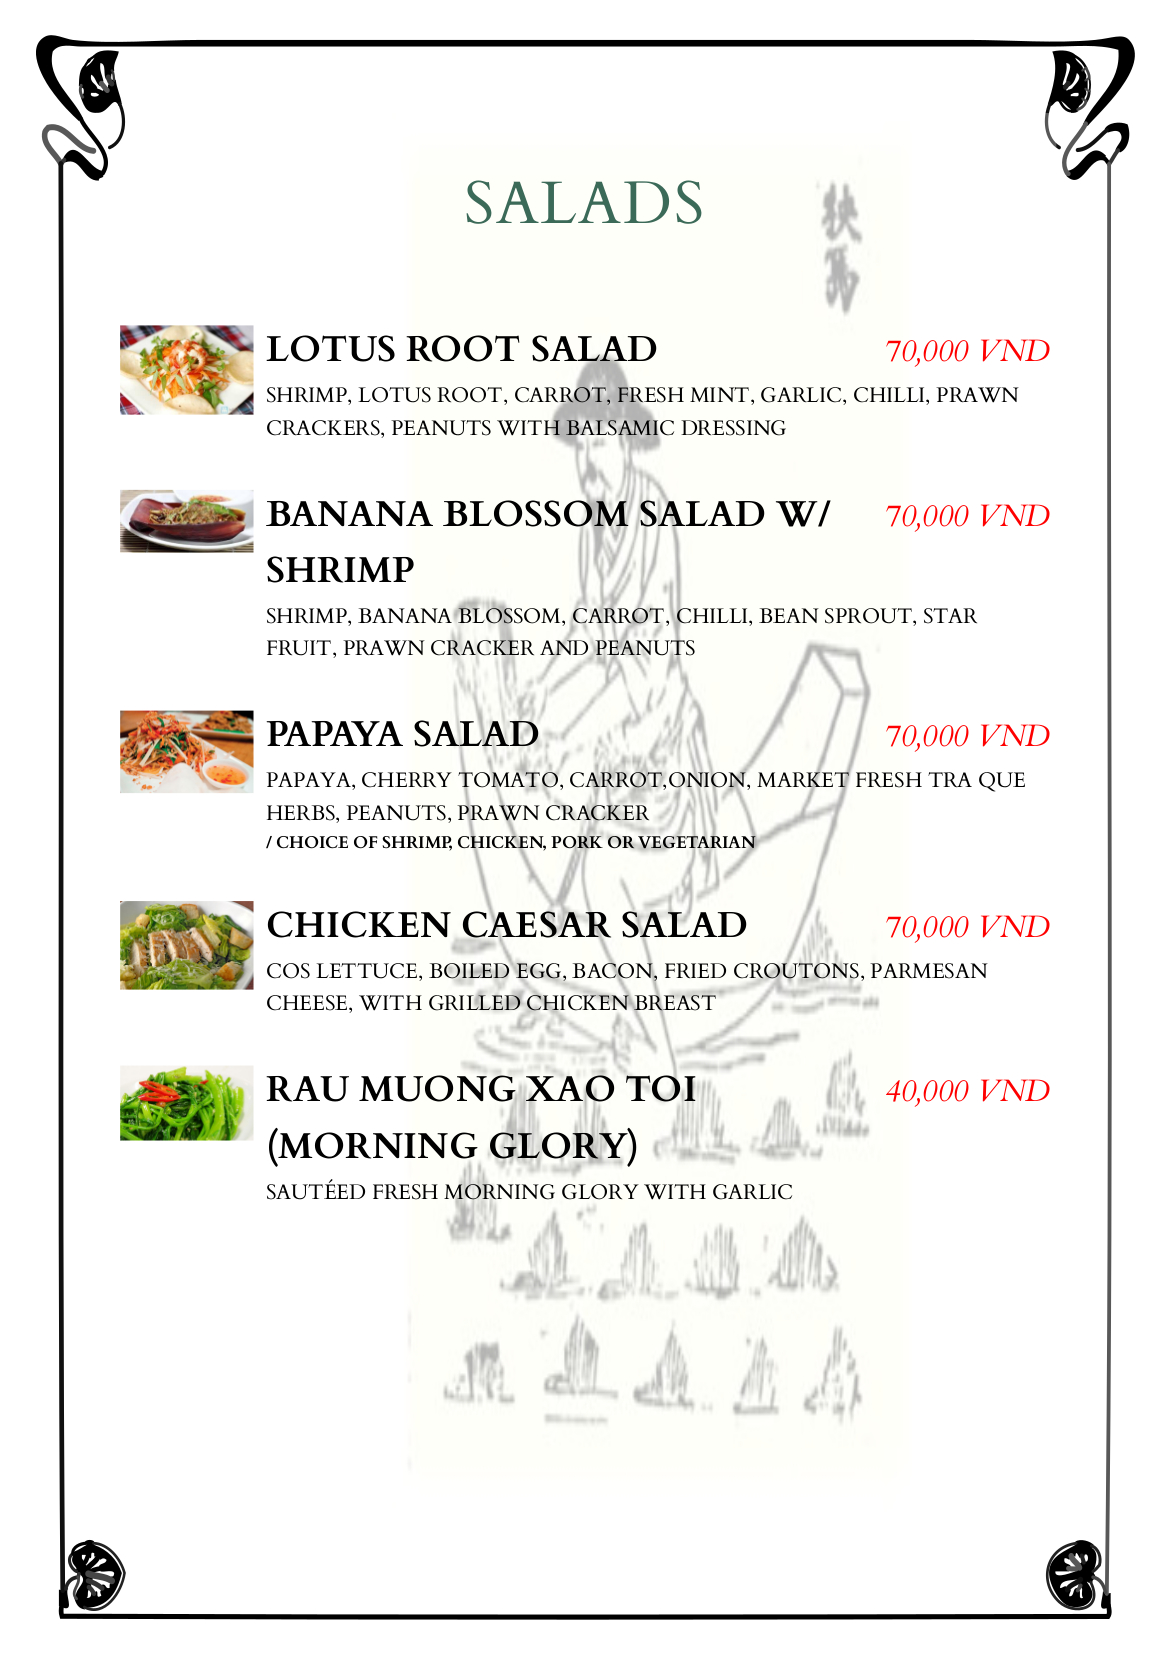 SALADS
LOTUS ROOT SALAD 70,000 VND
SHRIMP, LOTUS ROOT, CARROT, FRESH MINT, GARLIC, CHILLI, PRAWN
CRACKERS, PEANUTS WITH BALSAMIC DRESSING
BANANA BLOSSOM SALAD W/ 70,000 VND
SHRIMP
SHRIMP, BANANA BLOSSOM, CARROT, CHILLI, BEAN SPROUT, STAR
FRUIT, PRAWN CRACKER AND PEANUTS
PAPAYA SALAD 70,000 VND
PAPAYA, CHERRY TOMATO, CARROT,ONION, MARKET FRESH TRA QUE
HERBS, PEANUTS, PRAWN CRACKER
/ CHOICE OF SHRIMP, CHICKEN, PORK OR VEGETARIAN
CHICKEN CAESAR SALAD 70,000 VND
COS LETTUCE, BOILED EGG, BACON, FRIED CROUTONS, PARMESAN
CHEESE, WITH GRILLED CHICKEN BREAST
RAU MUONG XAO TOI 40,000 VND
(MORNING GLORY)
SAUTÉED FRESH MORNING GLORY WITH GARLIC